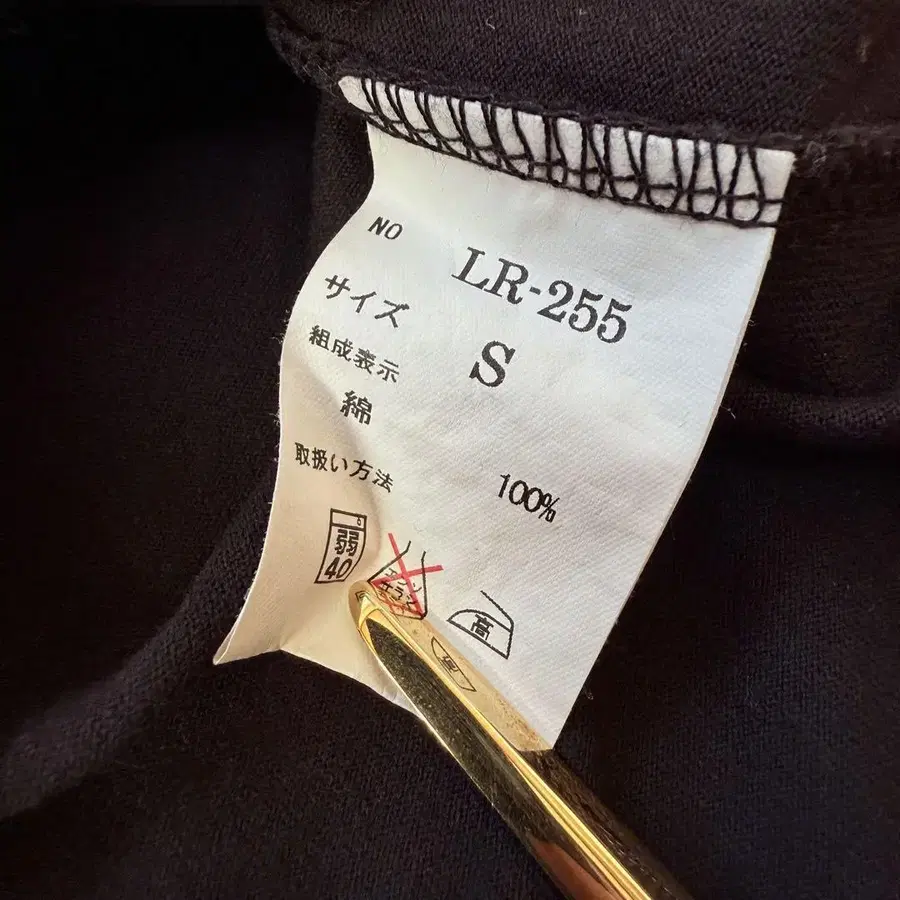 NO LR-255
サイズ S
組成表示
綿 100%
取扱い方法
弱 40
高